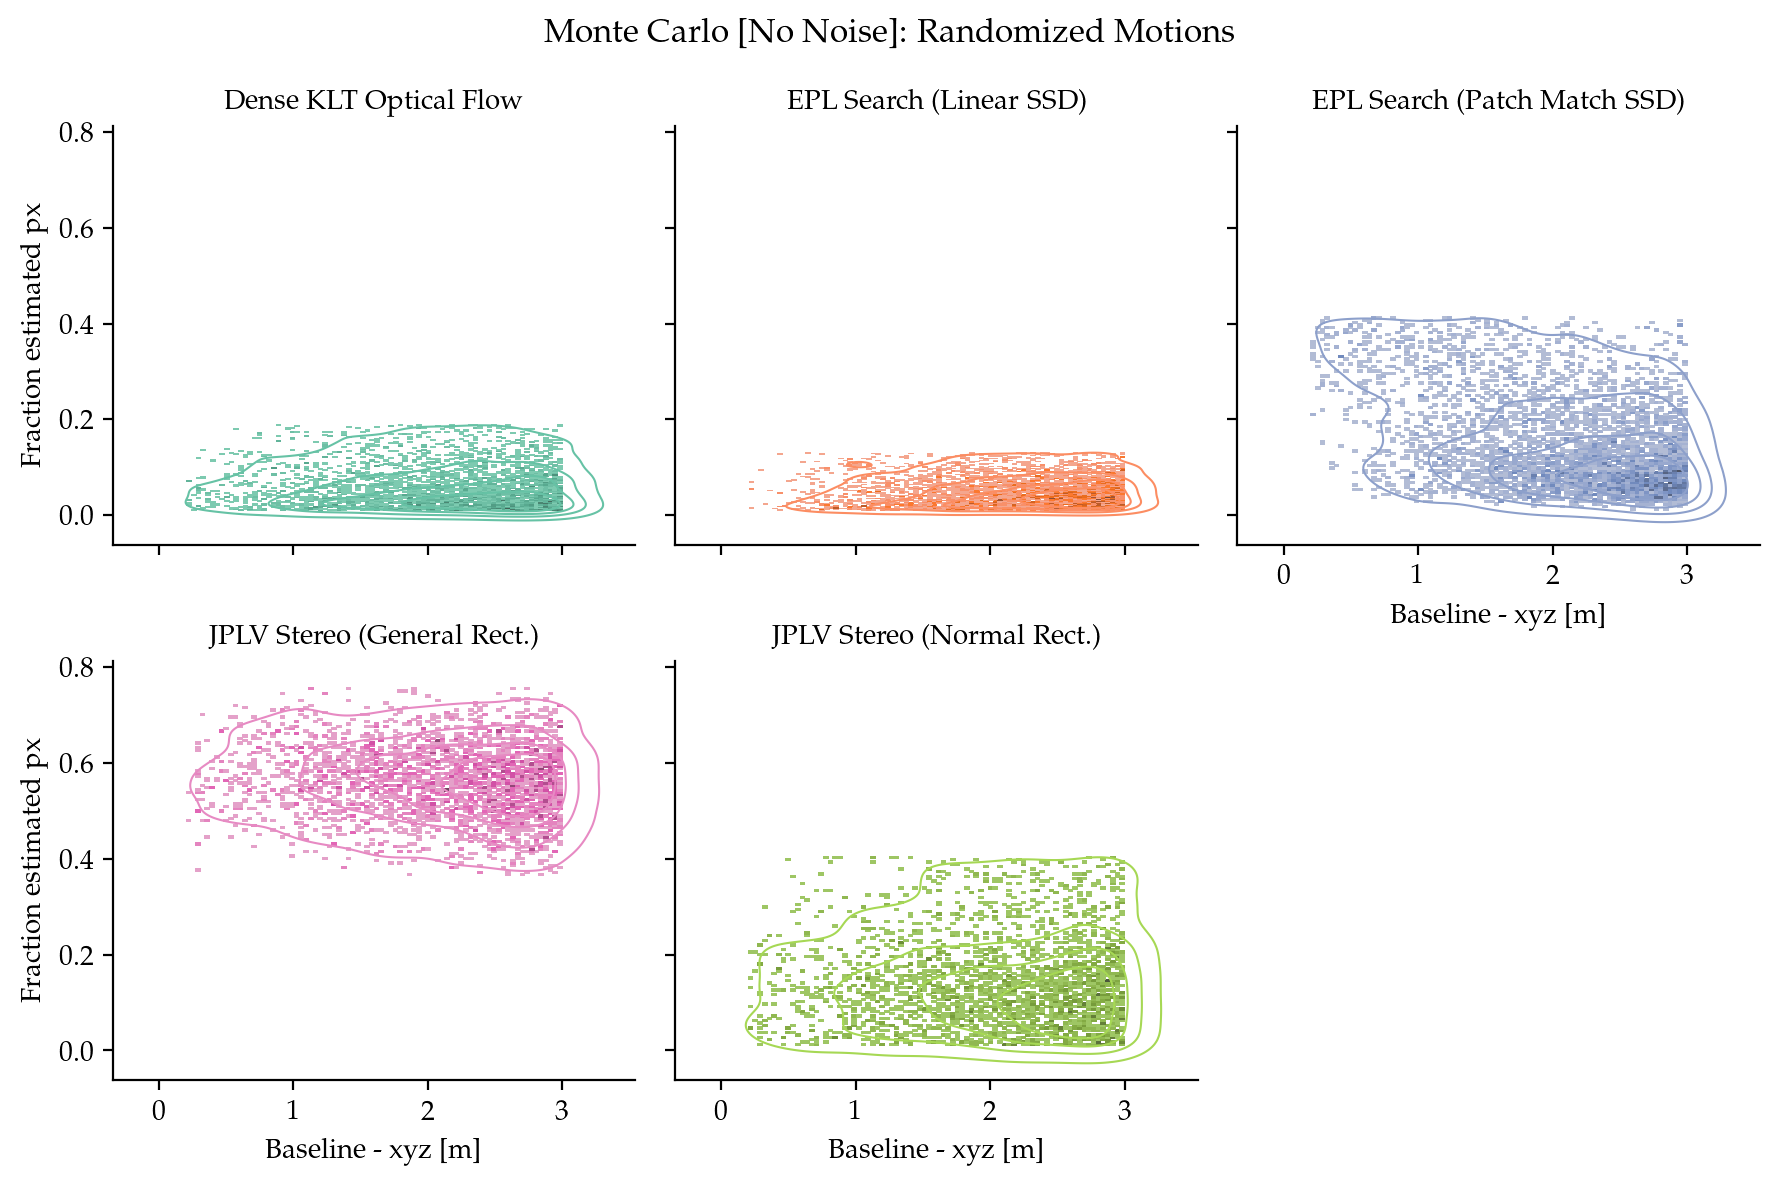 Monte Carlo [No Noise]: Randomized Motions
Dense KLT Optical Flow
EPL Search (Linear SSD)
EPL Search (Patch Match SSD)
Fraction estimated px
0.8
0.6
0.4
0.2
0.0
0 1 2 3
Baseline - xyz [m]
JPLV Stereo (General Rect.)
JPLV Stereo (Normal Rect.)
Fraction estimated px
0.8
0.6
0.4
0.2
0.0
0 1 2 3
Baseline - xyz [m]
0 1 2 3
Baseline - xyz [m]